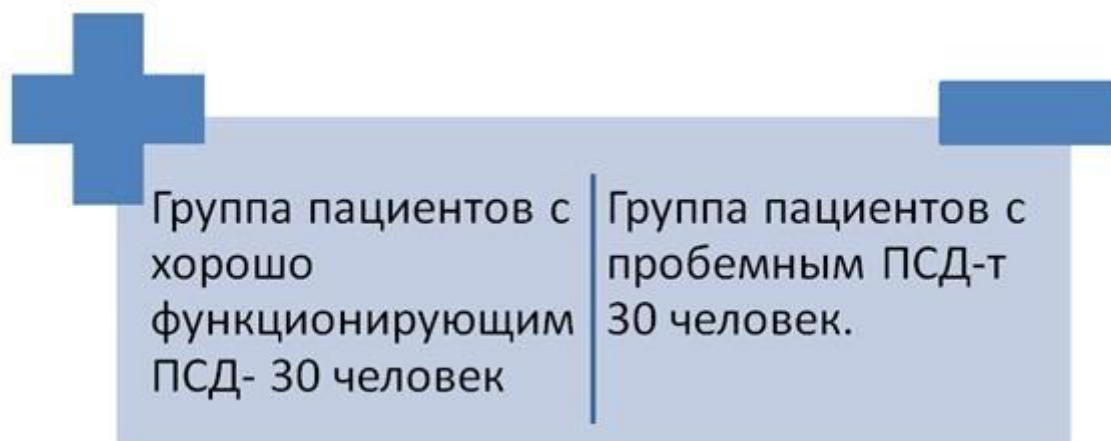 Группа пациентов с
хорошо
функционирующим
ПСД- 30 человек
Группа пациентов с
пробемным ПСД-т
30 человек.